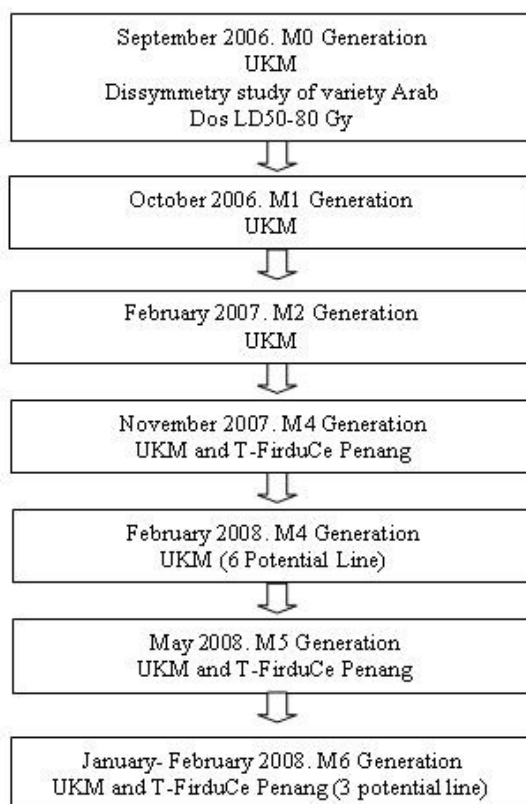 September 2006. M0 Generation
UKM
Dissymmetry study of variety Arab
Dos LD50-80 Gy
October 2006. M1 Generation
UKM
February 2007. M2 Generation
UKM
November 2007. M4 Generation
UKM and T-FirduCe Penang
February 2008. M4 Generation
UKM (6 Potential Line)
May 2008. M5 Generation
UKM and T-FirduCe Penang
January- February 2008. M6 Generation
UKM and T-FirduCe Penang (3 potential line)